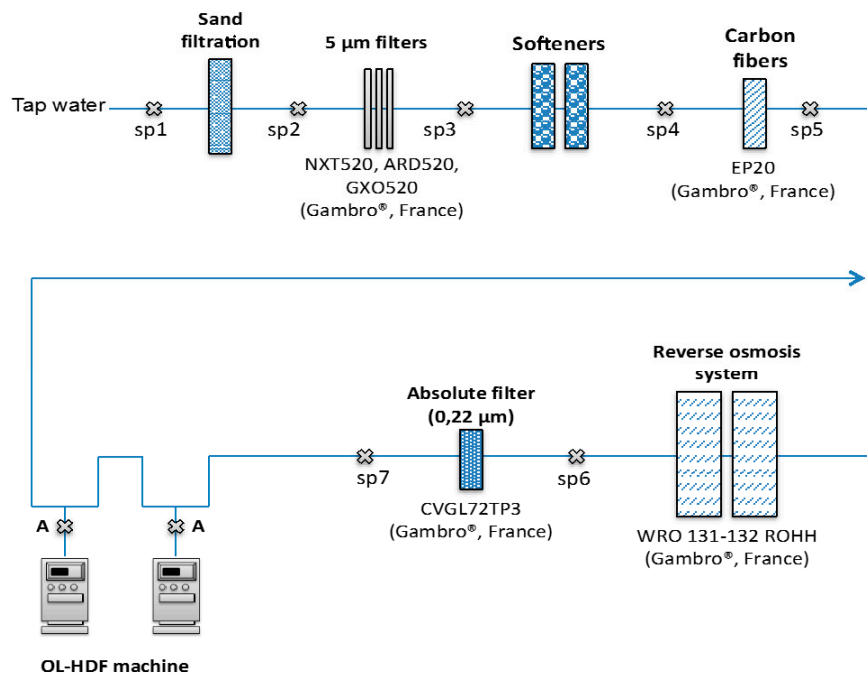 Sand
filtration
5 µm filters
Softeners
Carbon
fibers
Tap water
sp1
sp2
sp3
sp4
sp5
NXT520, ARD520,
GXO520
(Gambro®, France)
EP20
(Gambro®, France)
Reverse osmosis
system
Absolute filter
(0,22 µm)
sp7
sp6
CVGL72TP3
(Gambro®, France)
WRO 131-132 ROHH
(Gambro®, France)
A
A
OL-HDF machine